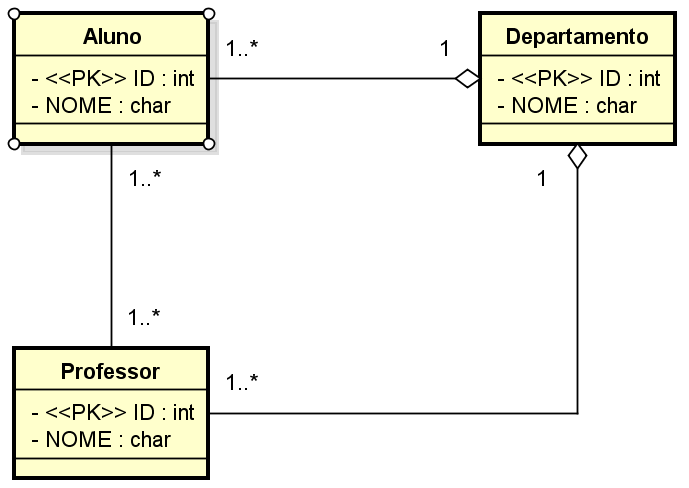 Aluno
- <<PK>> ID : int
- NOME : char
1..*
1
Departamento
- <<PK>> ID : int
- NOME : char
1..*
1
1..*
Professor
- <<PK>> ID : int
- NOME : char
1..*